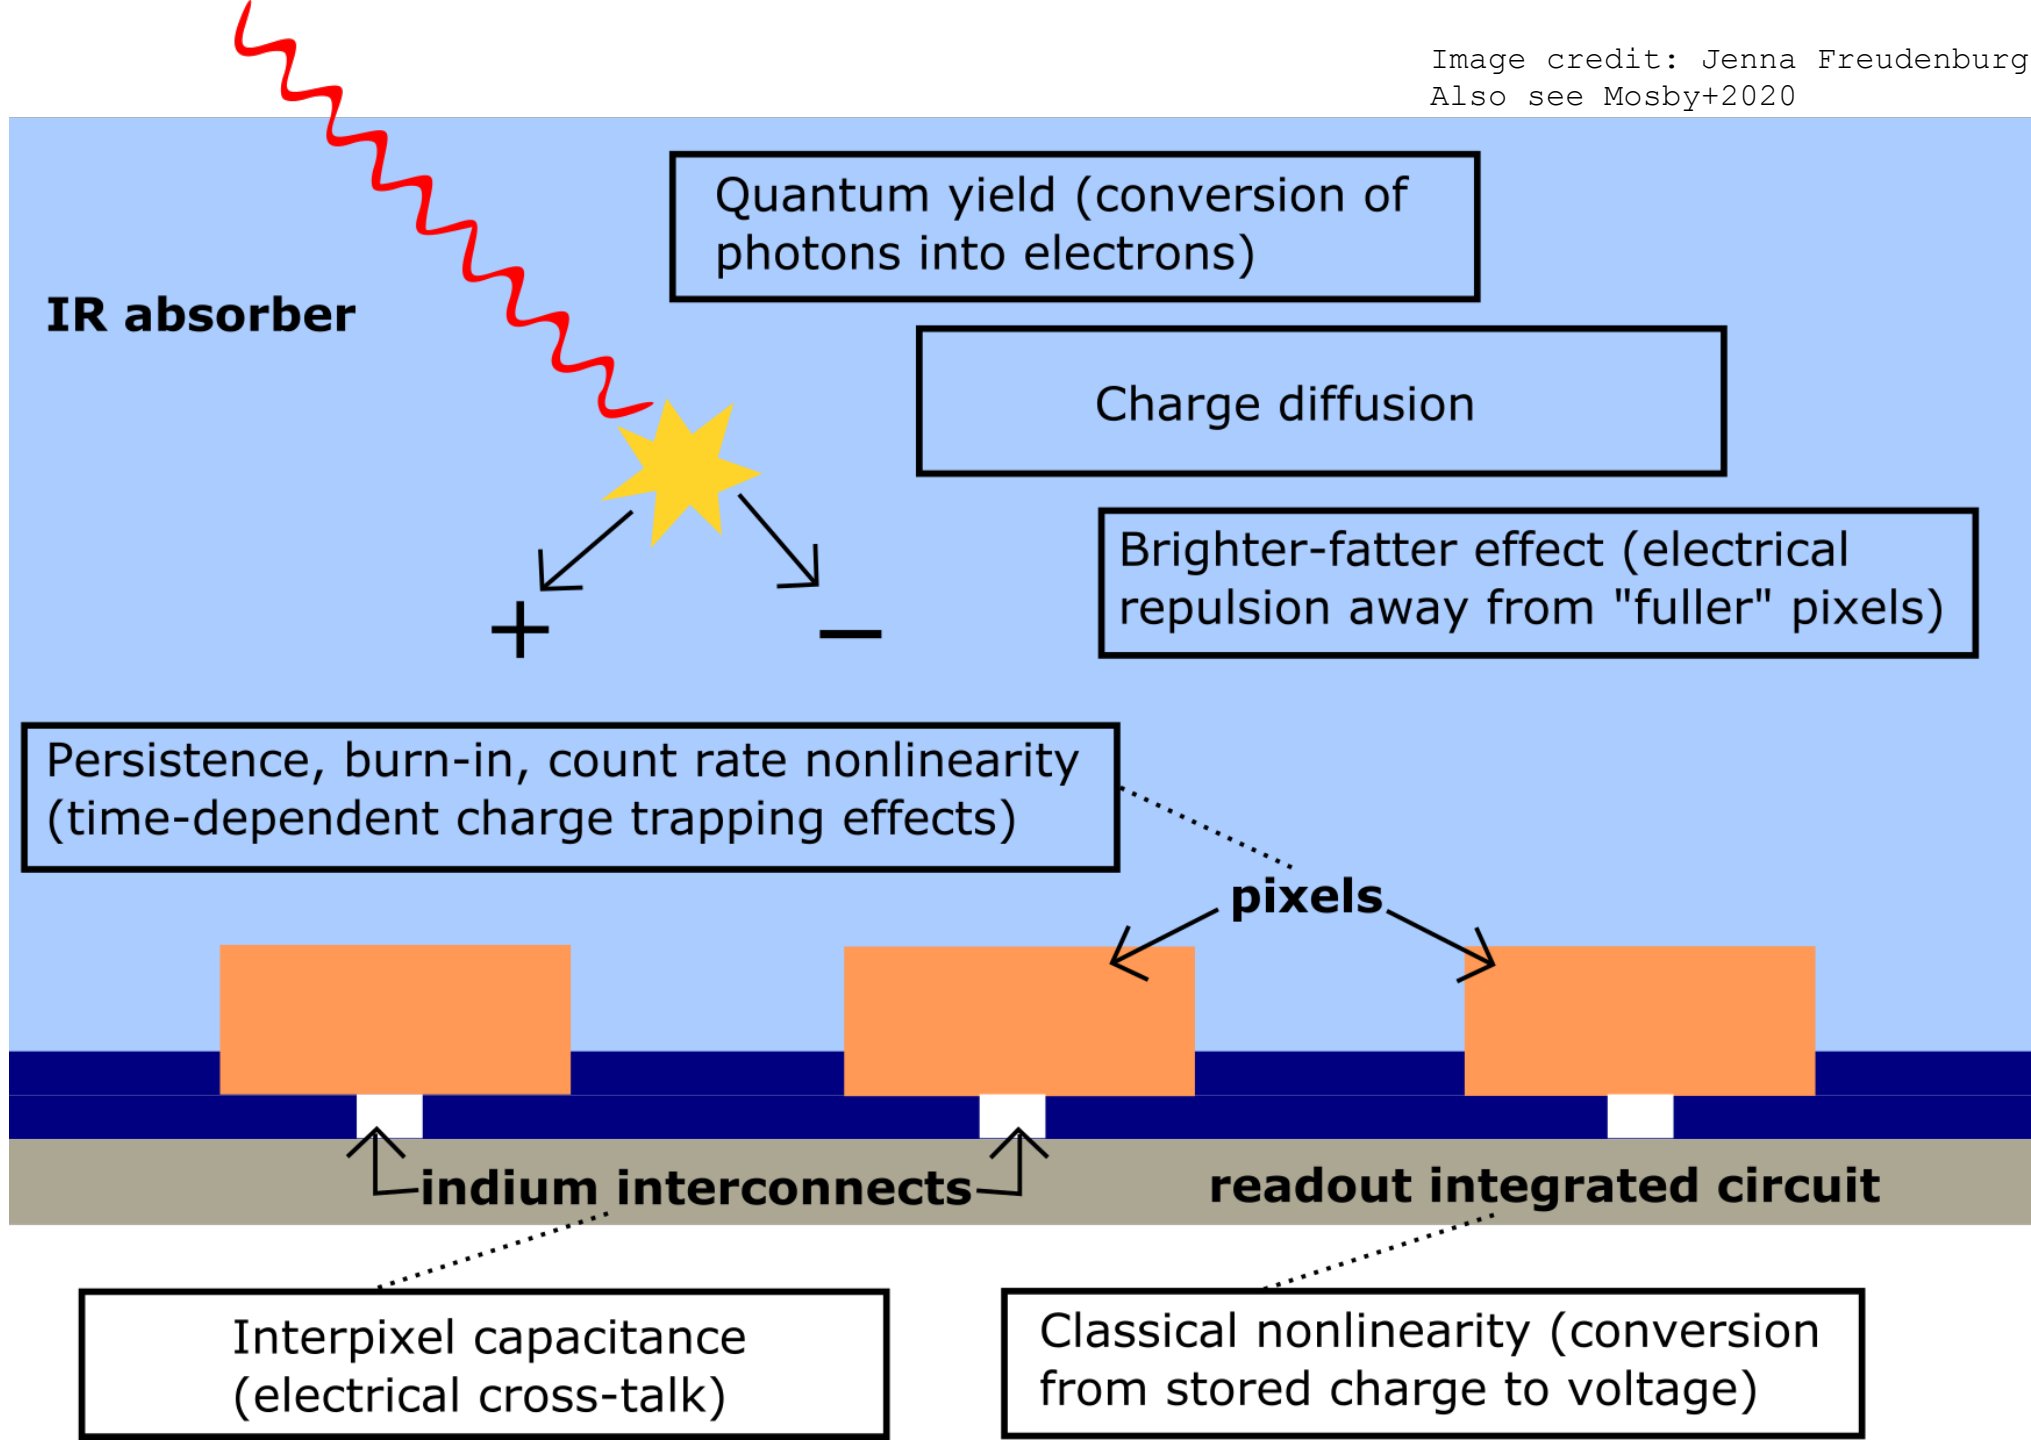 Image credit: Jenna Freudenburg
Also see Mosby+2020
Quantum yield (conversion of
photons into electrons)
IR absorber
Charge diffusion
Brighter-fatter effect (electrical
repulsion away from "fuller" pixels)
+
−
Persistence, burn-in, count rate nonlinearity
(time-dependent charge trapping effects)
pixels
indium interconnects
readout integrated circuit
Interpixel capacitance
(electrical cross-talk)
Classical nonlinearity (conversion
from stored charge to voltage)